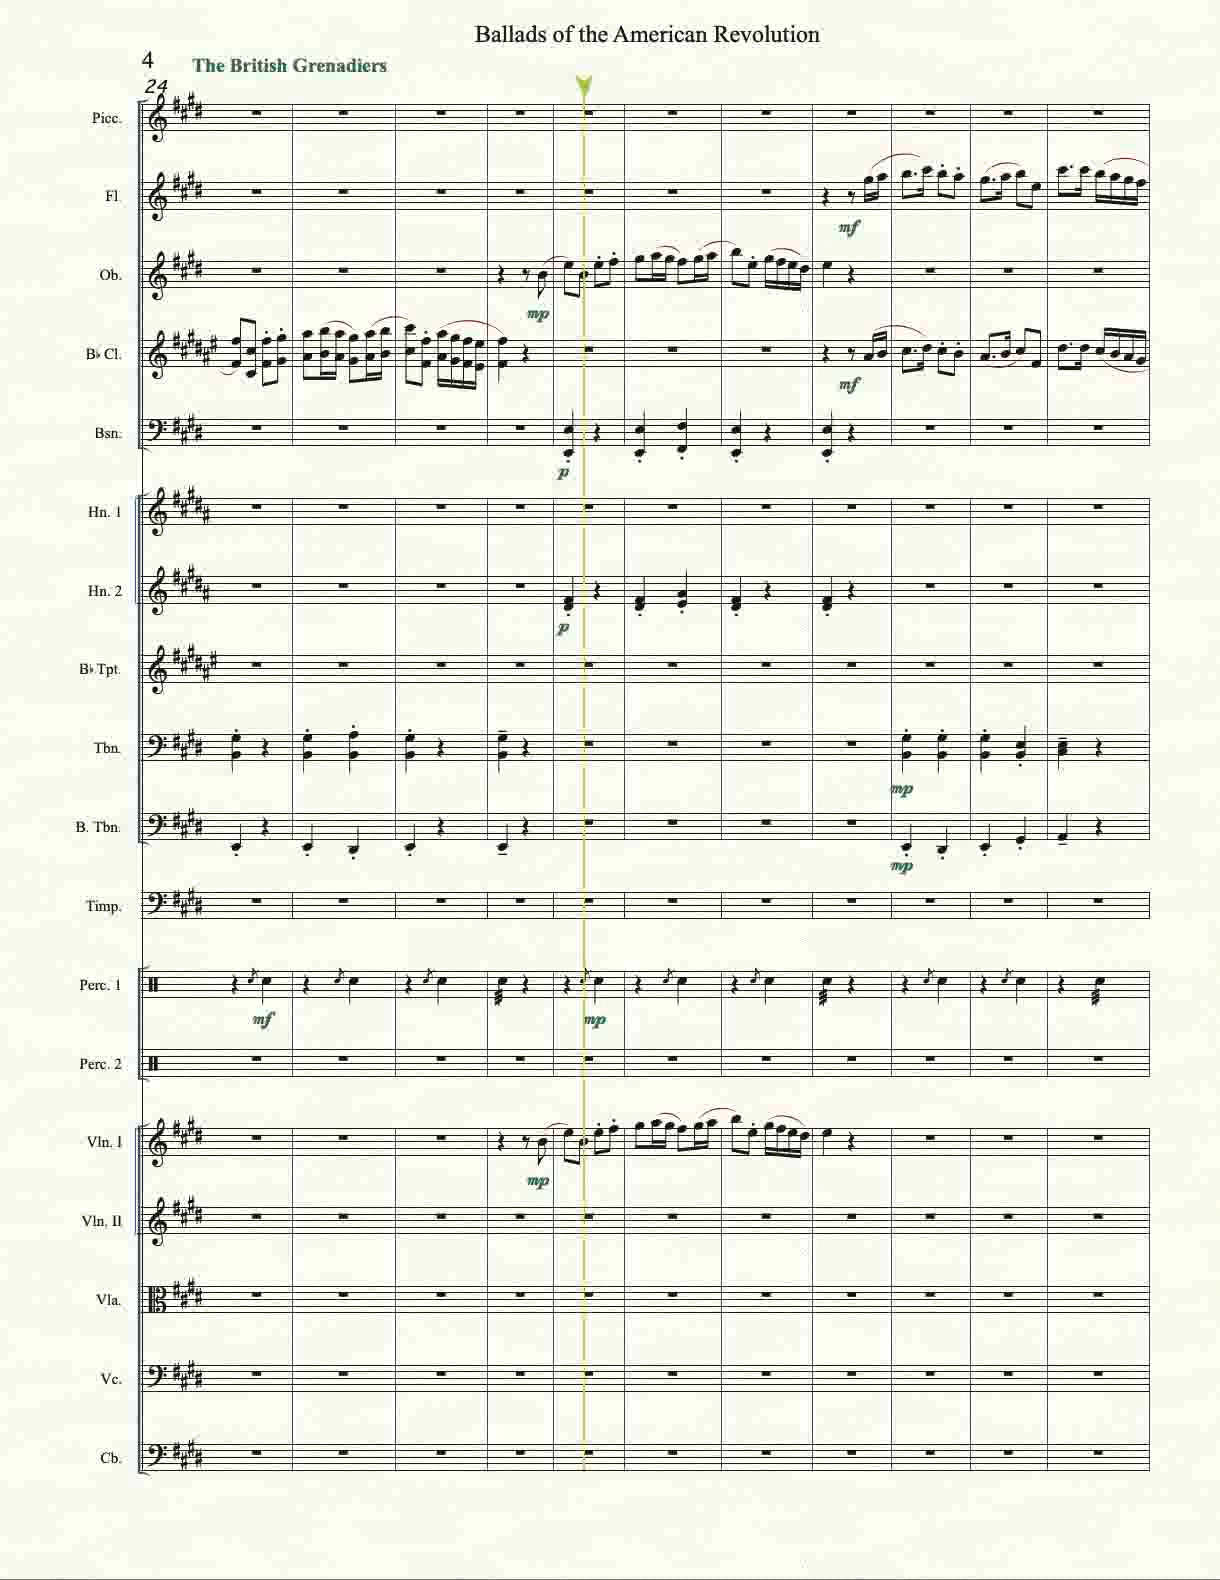 Ballads of the American Revolution
4
The British Grenadiers
24
Picc.
Fl.
mf
Ob.
mp
B♭ Cl.
mf
Bsn.
p
Hn. 1
Hn. 2
p
B♭ Tpt.
Tbn.
mp
B. Tbn.
mp
Timp.
Perc. 1
mf mp
Perc. 2
Vln. I
mp
Vln. II
Vla.
Vc.
Cb.